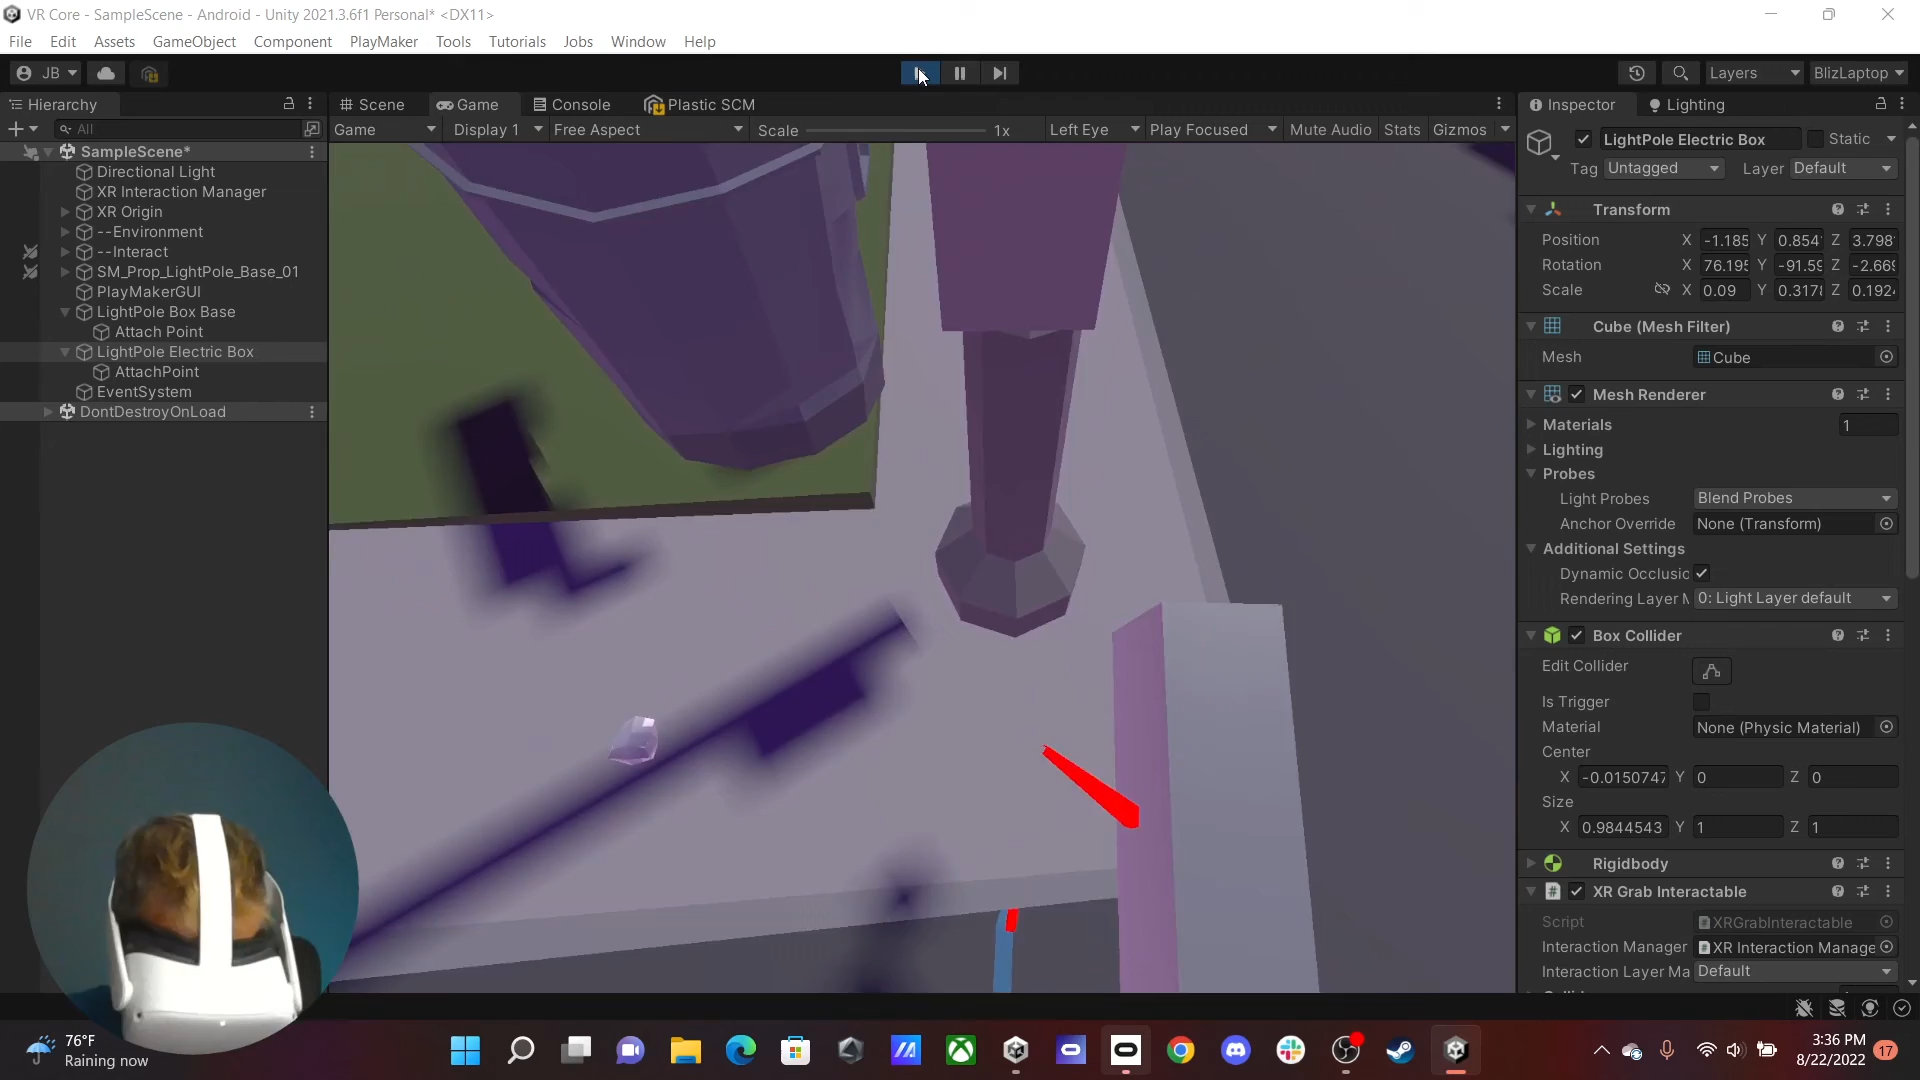 VR Core - SampleScene - Android - Unity 2021.3.6f1 Personal* <DX11>
File Edit Assets GameObject Component PlayMaker Tools Tutorials Jobs Window Help
JB
Layers
BlizLaptop
Hierarchy
All
SampleScene*
Directional Light
XR Interaction Manager
XR Origin
--Environment
--Interact
SM_Prop_LightPole_Base_01
PlayMakerGUI
LightPole Box Base
Attach Point
LightPole Electric Box
AttachPoint
EventSystem
DontDestroyOnLoad
Scene Game Console Plastic SCM
Game Display 1 Free Aspect Scale 1x Left Eye Play Focused Mute Audio Stats Gizmos
Inspector Lighting
LightPole Electric Box Static
Tag Untagged Layer Default
Transform
Position X -1.185 Y 0.854 Z 3.798
Rotation X 76.195 Y -91.59 Z -2.669
Scale X 0.09 Y 0.317 Z 0.192
Cube (Mesh Filter)
Mesh Cube
Mesh Renderer
Materials 1
Lighting
Probes
Light Probes Blend Probes
Anchor Override None (Transform)
Additional Settings
Dynamic Occlusio
Rendering Layer M 0: Light Layer default
Box Collider
Edit Collider
Is Trigger
Material None (Physic Material)
Center
X -0.0150747 Y 0 Z 0
Size
X 0.9844543 Y 1 Z 1
Rigidbody
XR Grab Interactable
Script XRGrabInteractable
Interaction Manager XR Interaction Manage
Interaction Layer Ma Default
76°F
Raining now
3:36 PM
8/22/2022
17